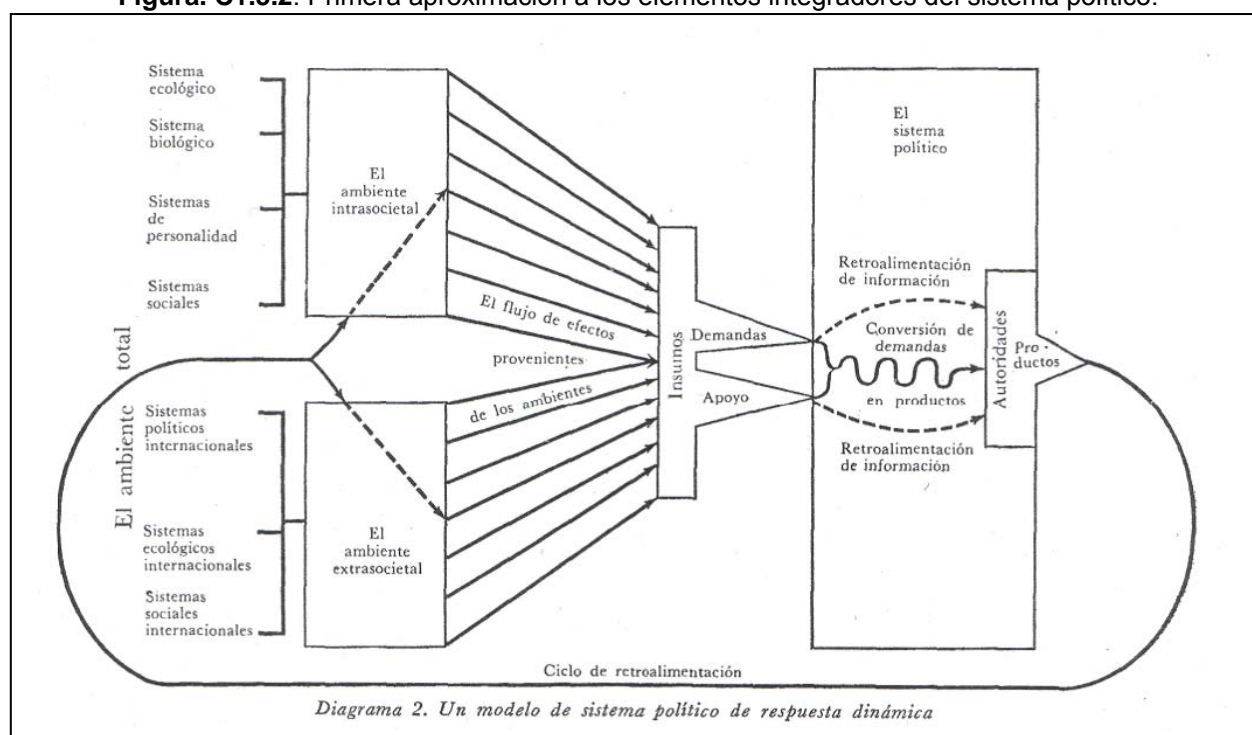 Figura. C1.3.2. Primera aproximación a los elementos integradores del sistema político.
Sistema
ecológico
Sistema
biológico
Sistemas
de
personalidad
Sistemas
sociales
El ambiente total
Sistemas
políticos
internacionales
Sistemas
ecológicos
internacionales
Sistemas
sociales
internacionales
El
ambiente
intrasocietal
El
ambiente
extrasocietal
El flujo de efectos
provenientes
de los ambientes
Insumos
Demandas
Apoyo
El
sistema
político
Retroalimentación
de información
Conversión de
demandas
en productos
Retroalimentación
de información
Autoridades
Pro-
ductos
Ciclo de retroalimentación
Diagrama 2. Un modelo de sistema político de respuesta dinámica